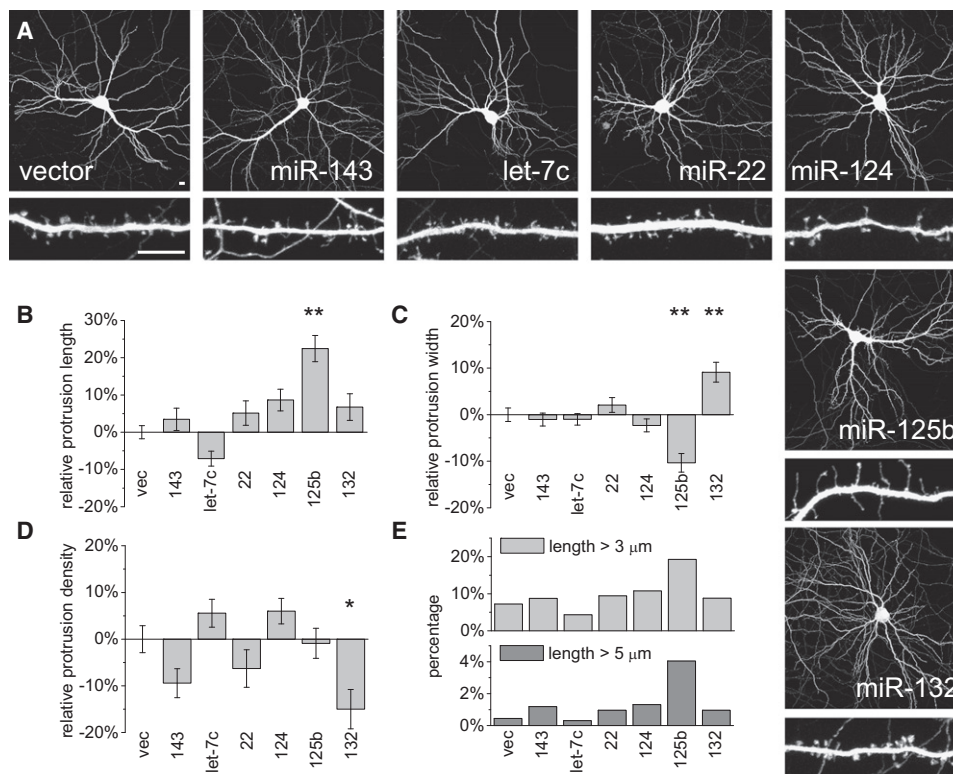 A
vector
miR-143
let-7c
miR-22
miR-124
miR-125b
miR-132
B
relative protrusion length
30%
20%
10%
0%
-10%
-20%
**
vec
143
let-7c
22
124
125b
132
C
relative protrusion width
20%
10%
0%
-10%
-20%
** **
vec
143
let-7c
22
124
125b
132
D
relative protrusion density
20%
10%
0%
-10%
-20%
*
vec
143
let-7c
22
124
125b
132
E
percentage
length > 3 μm
20%
10%
0%
length > 5 μm
4%
2%
0%
vec
143
let-7c
22
124
125b
132